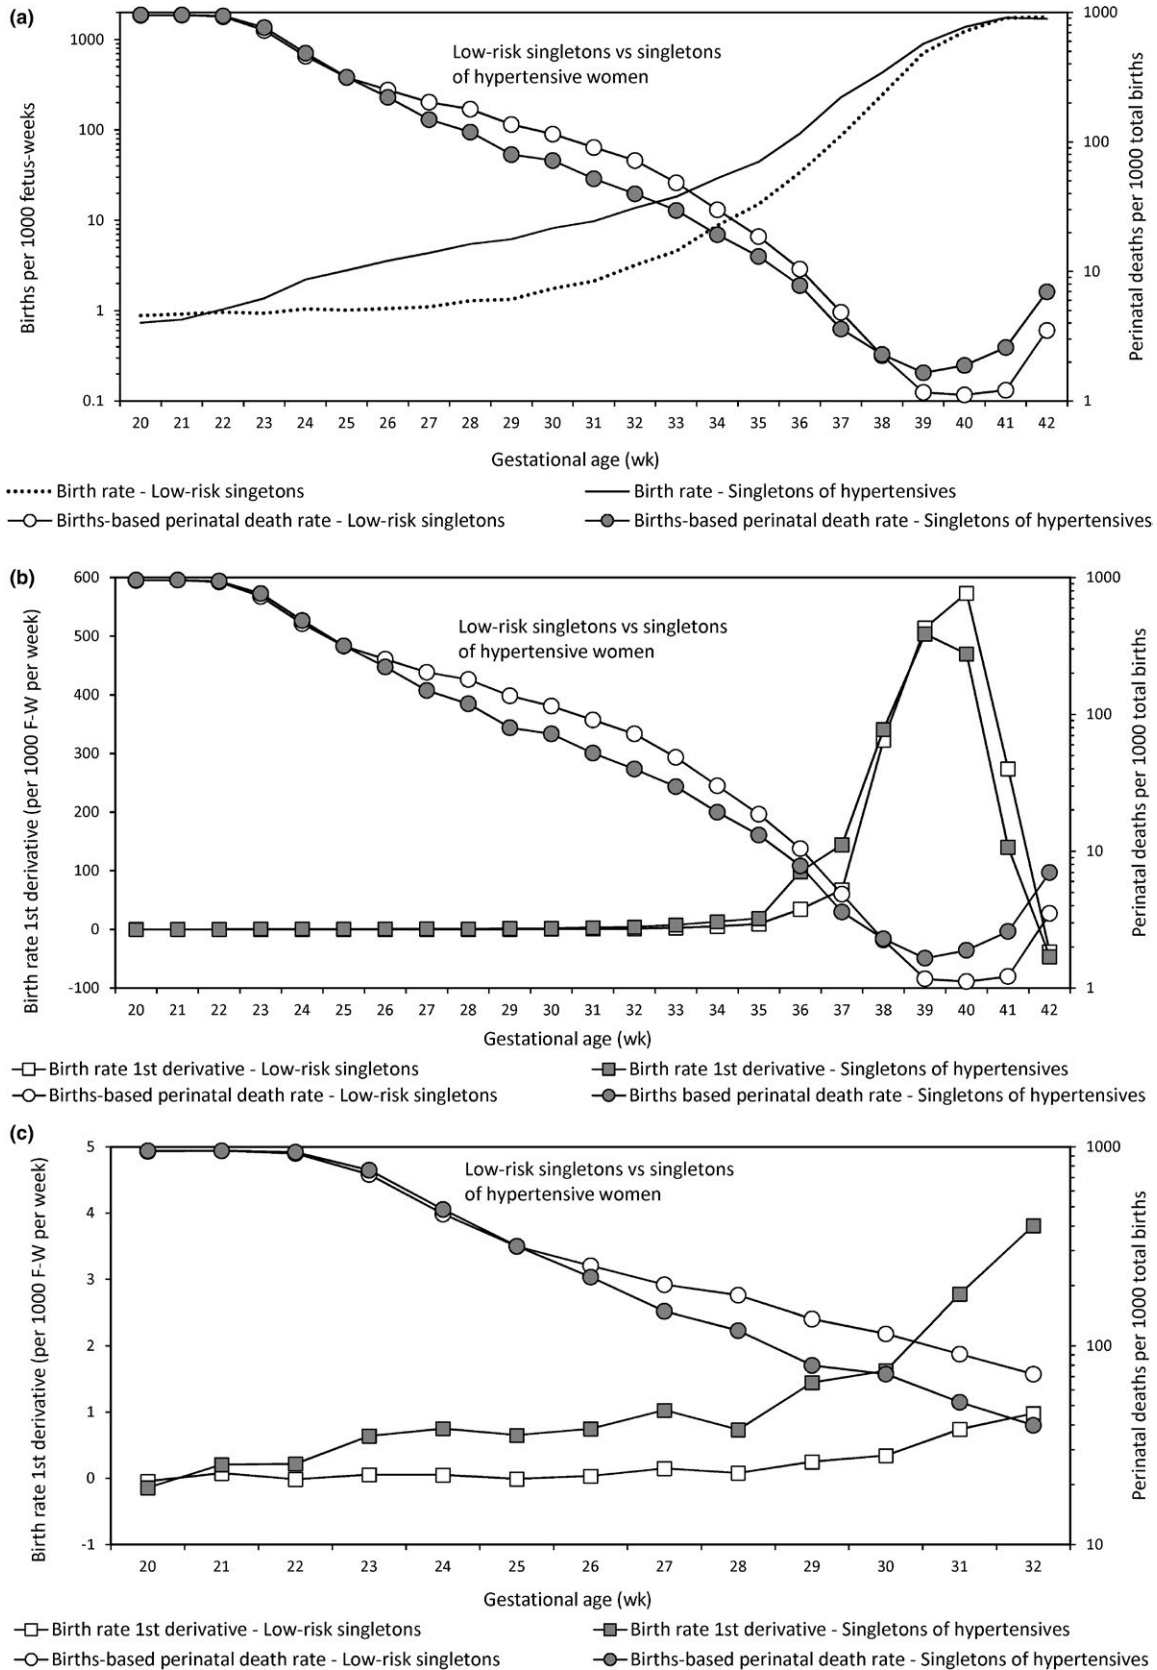 (a)
Low-risk singletons vs singletons
of hypertensive women
Births per 1000 fetus-weeks
1000
100
10
1
0.1
Perinatal deaths per 1000 total births
1000
100
10
1
20 21 22 23 24 25 26 27 28 29 30 31 32 33 34 35 36 37 38 39 40 41 42
Gestational age (wk)
Birth rate - Low-risk singetons
Birth rate - Singletons of hypertensives
Births-based perinatal death rate - Low-risk singletons
Births-based perinatal death rate - Singletons of hypertensives
(b)
Low-risk singletons vs singletons
of hypertensive women
Birth rate 1st derivative (per 1000 F-W per week)
600
500
400
300
200
100
0
-100
Perinatal deaths per 1000 total births
1000
100
10
1
20 21 22 23 24 25 26 27 28 29 30 31 32 33 34 35 36 37 38 39 40 41 42
Gestational age (wk)
Birth rate 1st derivative - Low-risk singletons
Birth rate 1st derivative - Singletons of hypertensives
Births-based perinatal death rate - Low-risk singletons
Births based perinatal death rate - Singletons of hypertensives
(c)
Low-risk singletons vs singletons
of hypertensive women
Birth rate 1st derivative (per 1000 F-W per week)
5
4
3
2
1
0
-1
Perinatal deaths per 1000 total births
1000
100
10
20 21 22 23 24 25 26 27 28 29 30 31 32
Gestational age (wk)
Birth rate 1st derivative - Low-risk singletons
Birth rate 1st derivative - Singletons of hypertensives
Births-based perinatal death rate - Low-risk singletons
Births-based perinatal death rate - Singletons of hypertensives